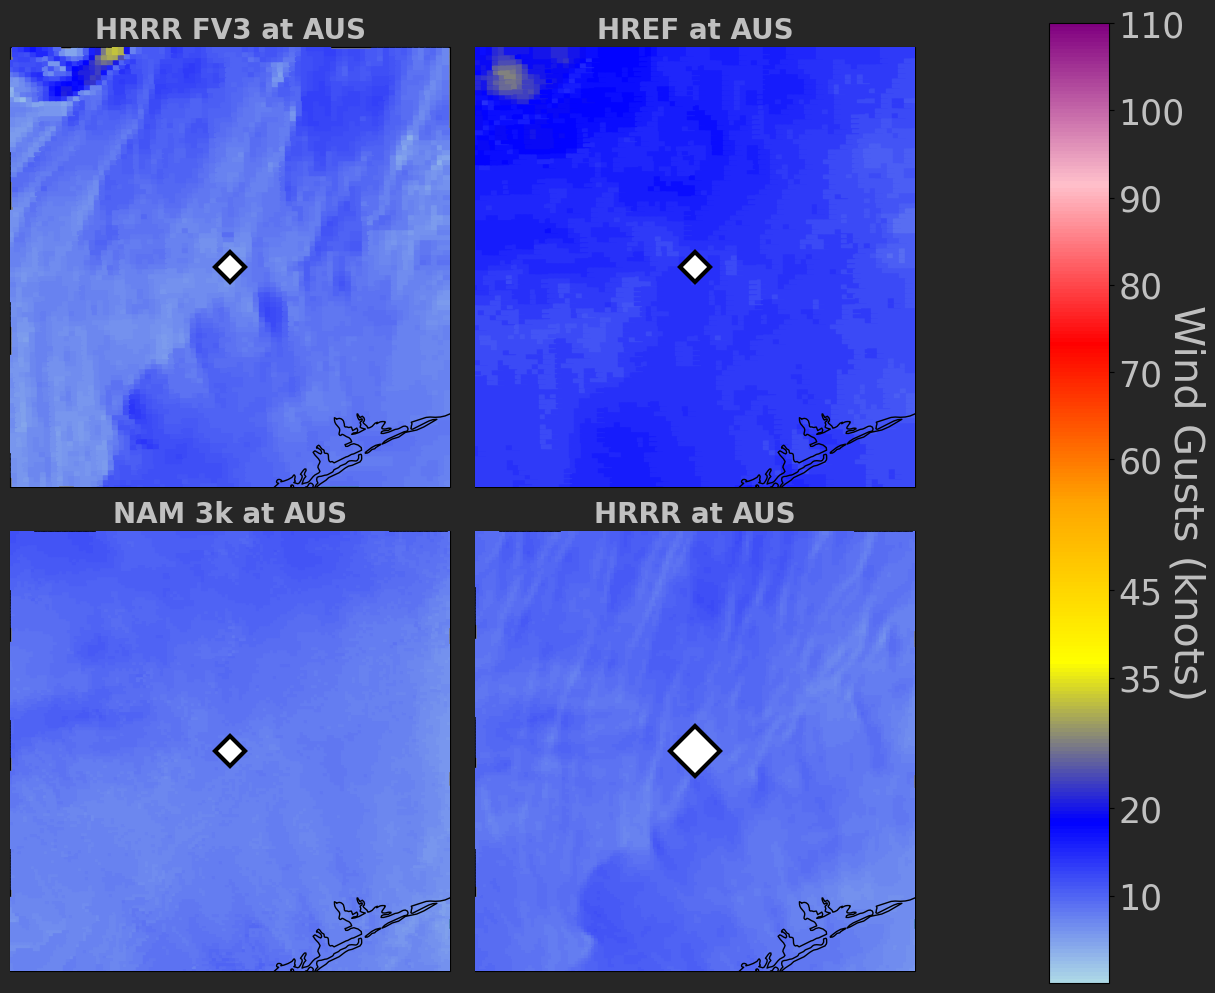 HRRR FV3 at AUS
HREF at AUS
NAM 3k at AUS
HRRR at AUS
110
100
90
80
70
60
45
35
20
10
Wind Gusts (knots)